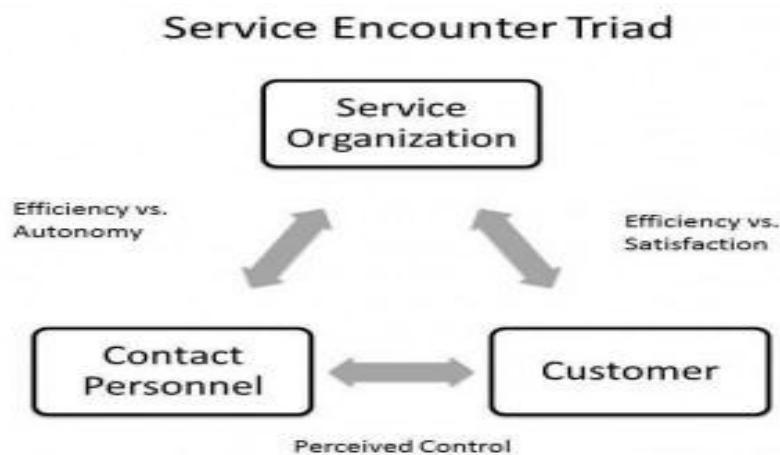 Service Encounter Triad
Service
Organization
Efficiency vs.
Autonomy
Efficiency vs.
Satisfaction
Contact
Personnel
Customer
Perceived Control